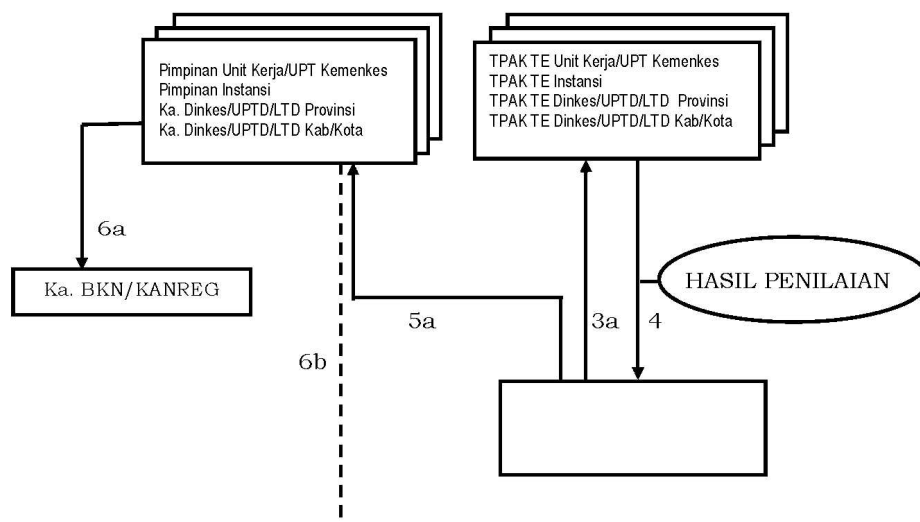 Pimpinan Unit Kerja/UPT Kemenkes
Pimpinan Instansi
Ka. Dinkes/UPTD/LTD Provinsi
Ka. Dinkes/UPTD/LTD Kab/Kota
TPAK TE Unit Kerja/UPT Kemenkes
TPAK TE Instansi
TPAK TE Dinkes/UPTD/LTD Provinsi
TPAK TE Dinkes/UPTD/LTD Kab/Kota
6a
Ka. BKN/KANREG
HASIL PENILAIAN
5a
3a
4
6b